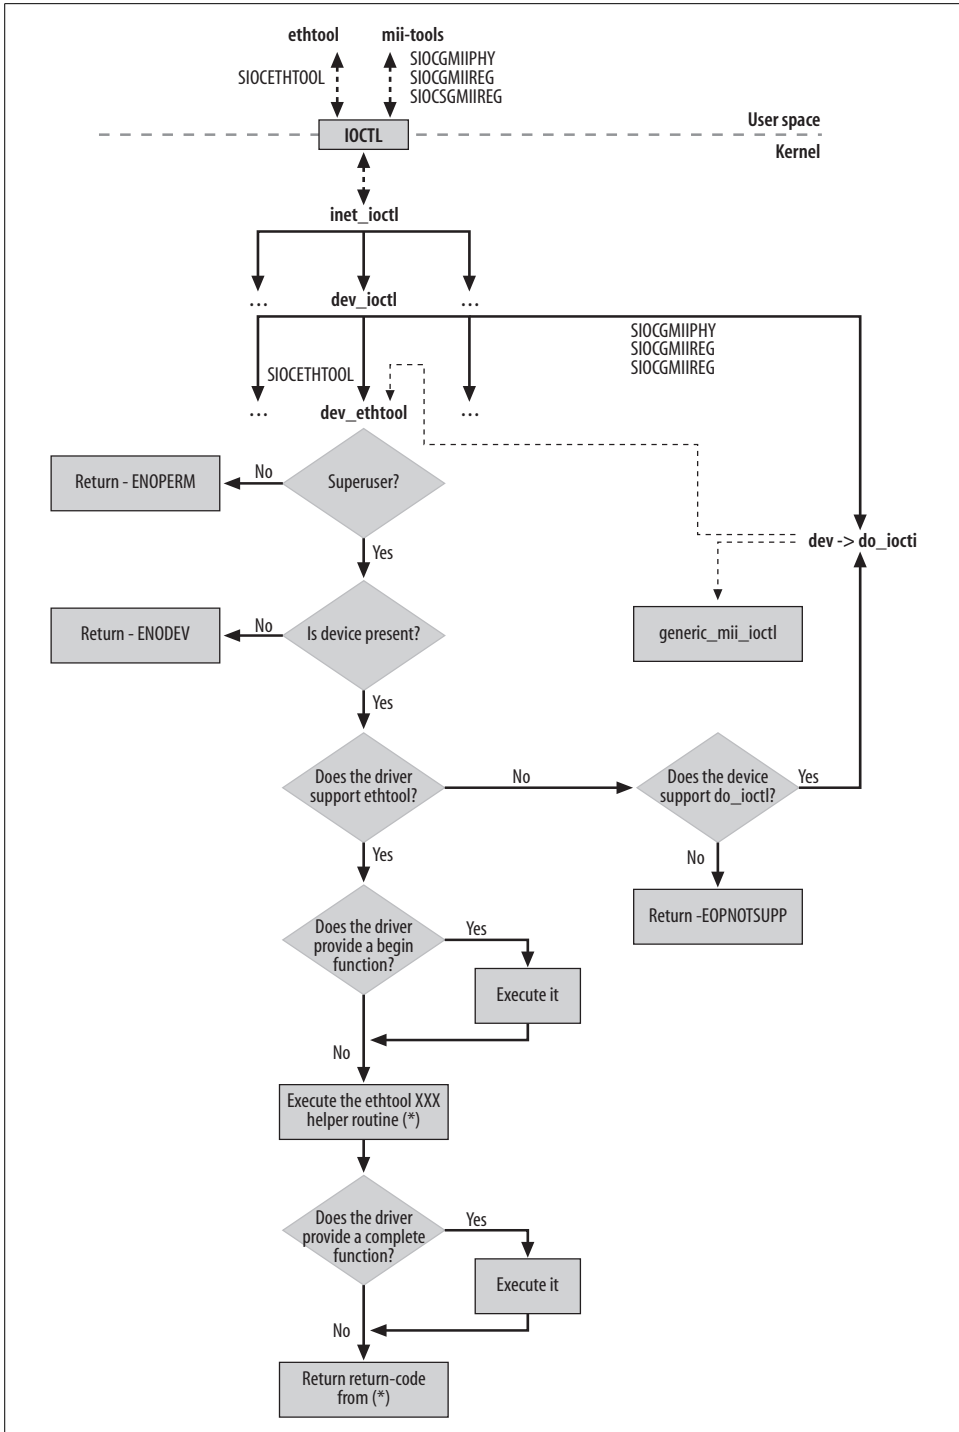 ethtool
mii-tools
SIOCETHTOOL
SIOCGMIIPHY
SIOCGMIIREG
SIOCSGMIIREG
IOCTL
User space
Kernel
inet_ioctl
...
dev_ioctl
...
SIOCGMIIPHY
SIOCGMIIREG
SIOCGMIIREG
SIOCETHTOOL
...
dev_ethtool
...
Superuser?
No
Return - ENOPERM
Yes
dev -> do_iocti
generic_mii_ioctl
Is device present?
No
Return - ENODEV
Yes
Does the driver
support ethtool?
No
Does the device
support do_ioctl?
Yes
No
Return -EOPNOTSUPP
Yes
Does the driver
provide a begin
function?
Yes
Execute it
No
Execute the ethtool XXX
helper routine (*)
Does the driver
provide a complete
function?
Yes
Execute it
No
Return return-code
from (*)